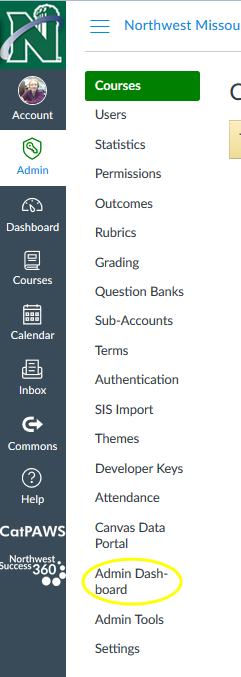 N
Northwest Missou
Account
Admin
Dashboard
Courses
Calendar
Inbox
Commons
Help
CatPAWS
Northwest
Success360
Courses
Users
Statistics
Permissions
Outcomes
Rubrics
Grading
Question Banks
Sub-Accounts
Terms
Authentication
SIS Import
Themes
Developer Keys
Attendance
Canvas Data
Portal
Admin Dash-
board
Admin Tools
Settings